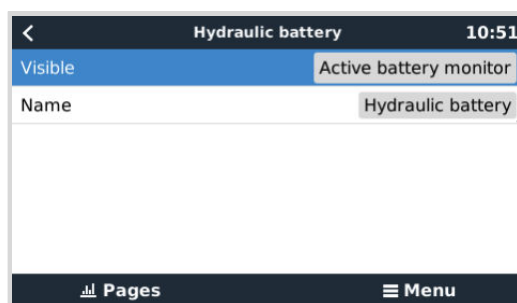 Hydraulic battery 10:51
Visible Active battery monitor
Name Hydraulic battery
Pages Menu